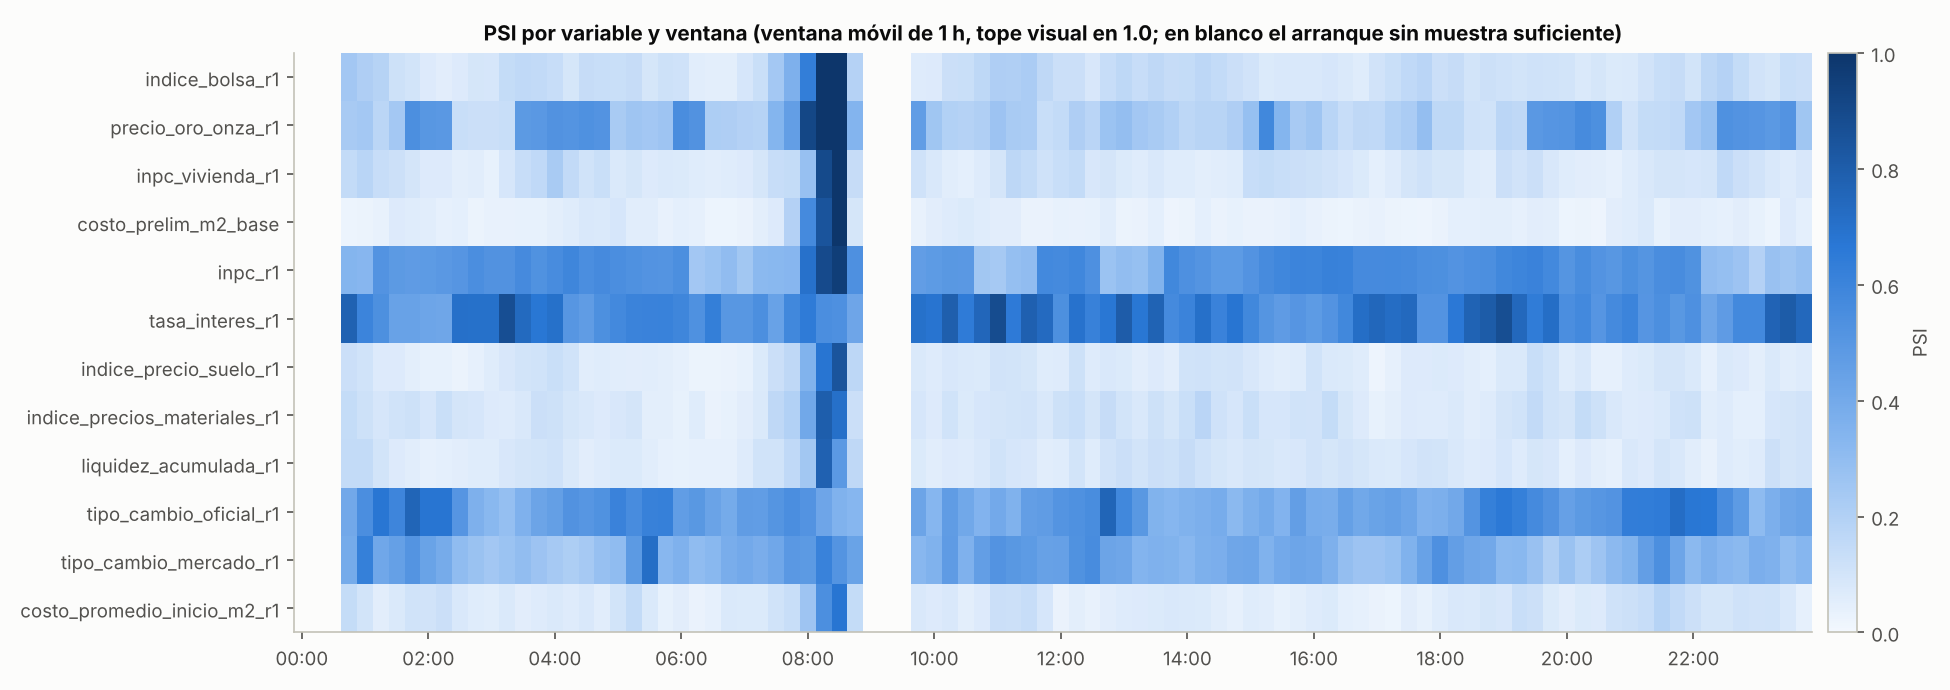 PSI por variable y ventana (ventana móvil de 1 h, tope visual en 1.0; en blanco el arranque sin muestra suficiente)
indice_bolsa_r1
precio_oro_onza_r1
inpc_vivienda_r1
costo_prelim_m2_base
inpc_r1
tasa_interes_r1
indice_precio_suelo_r1
indice_precios_materiales_r1
liquidez_acumulada_r1
tipo_cambio_oficial_r1
tipo_cambio_mercado_r1
costo_promedio_inicio_m2_r1
00:00 02:00 04:00 06:00 08:00 10:00 12:00 14:00 16:00 18:00 20:00 22:00
1.0
0.8
0.6
0.4
0.2
0.0
PSI